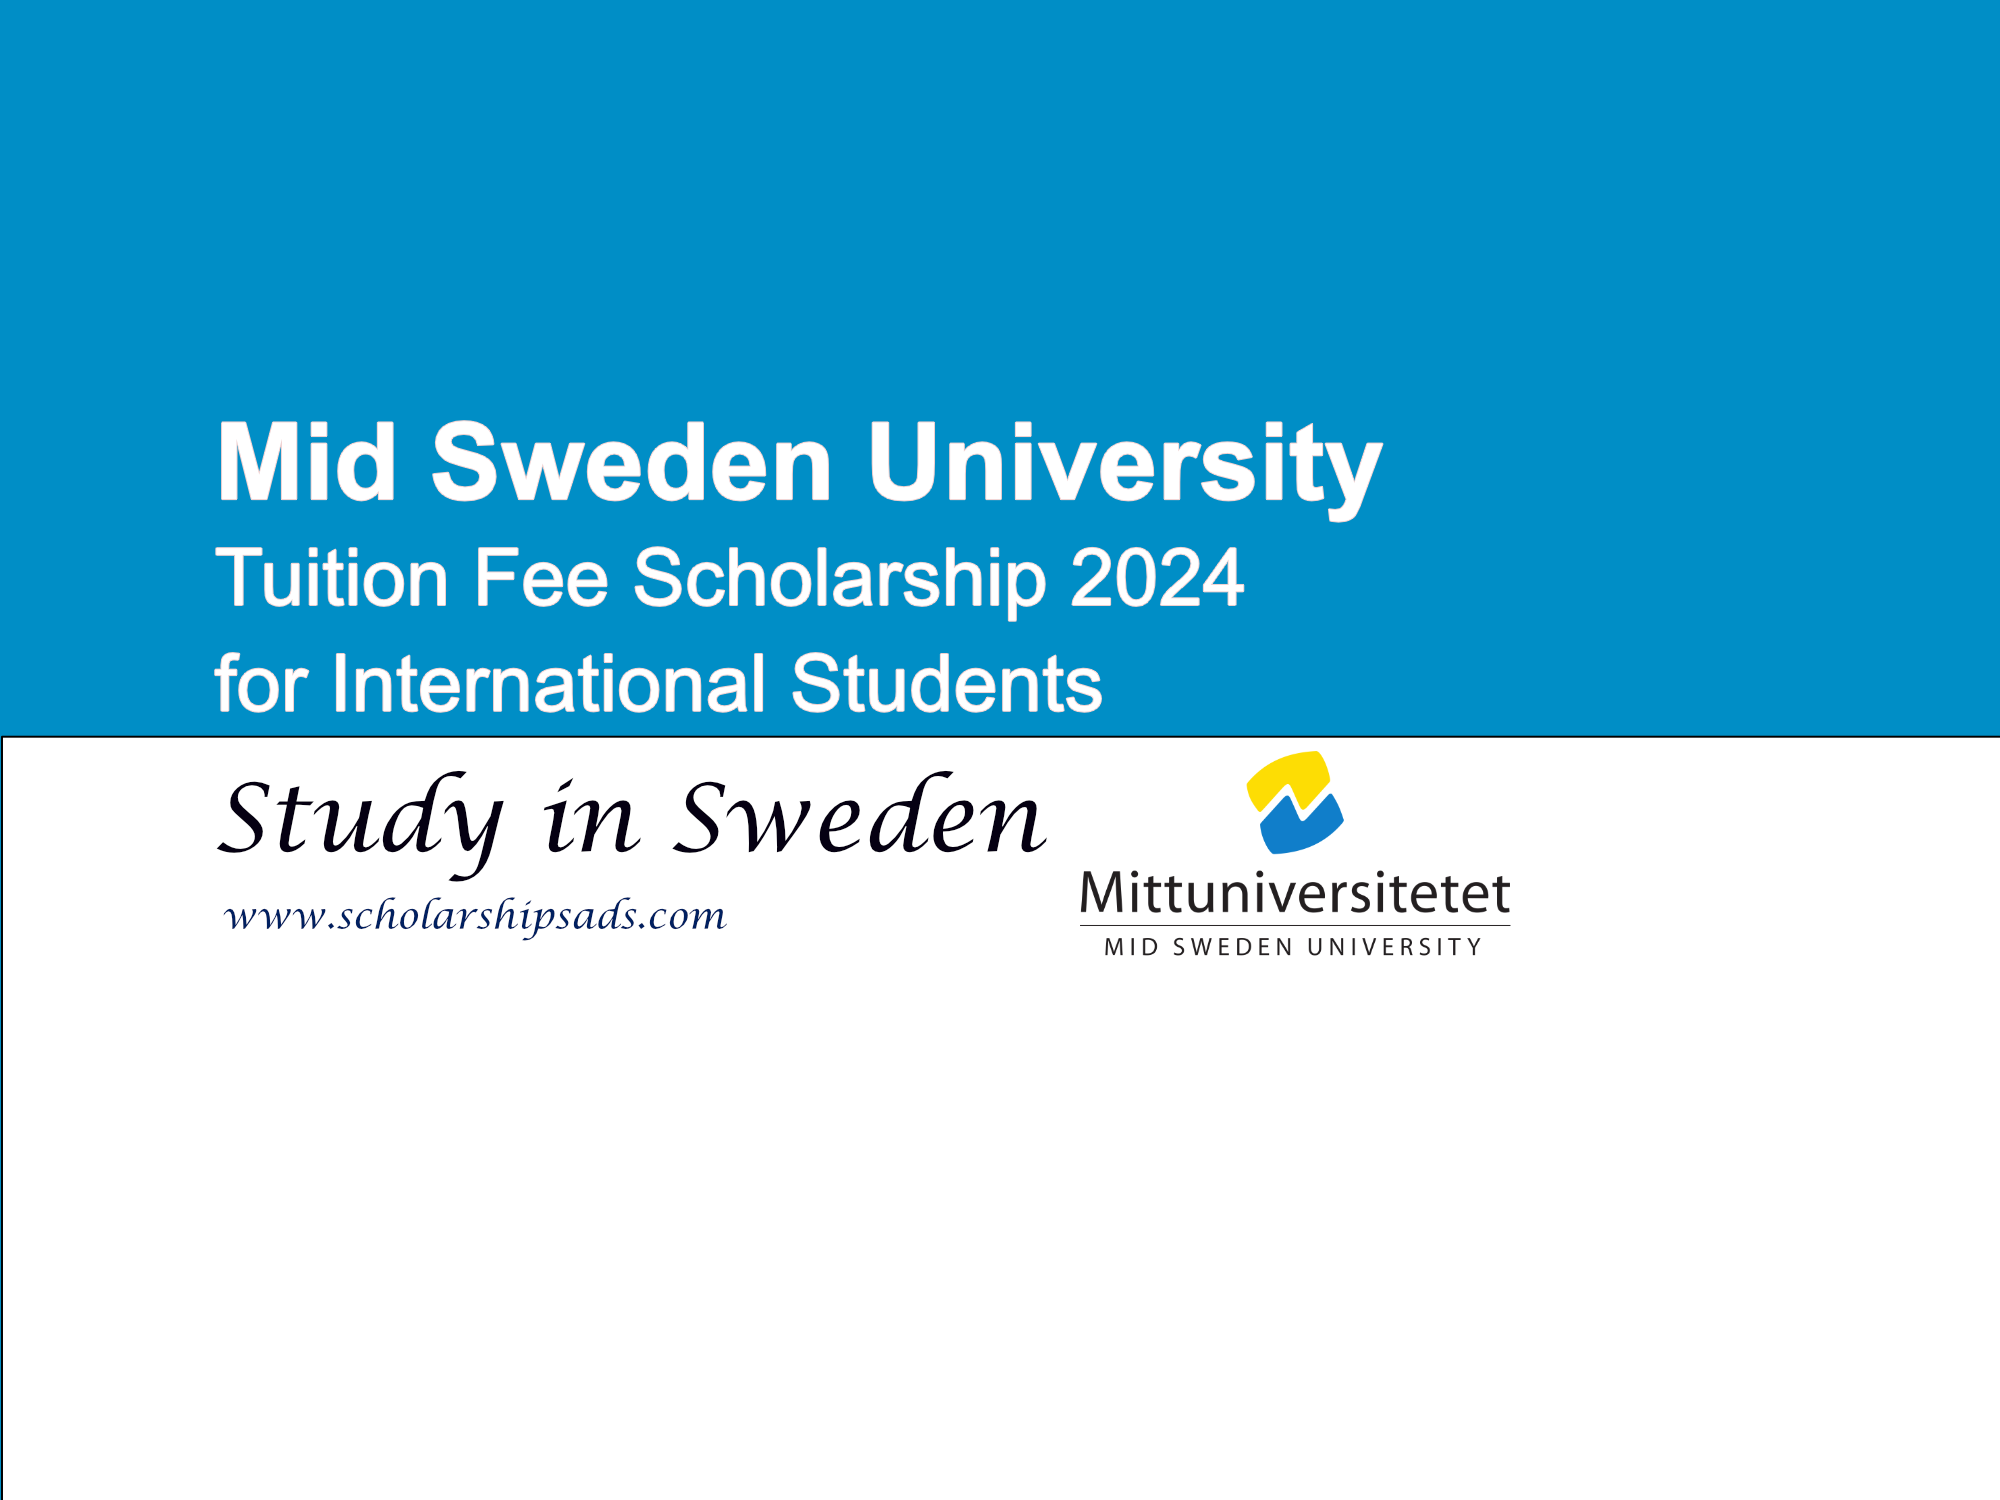 Mid Sweden University
Tuition Fee Scholarship 2024
for International Students
Study in Sweden
www.scholarshipsads.com
Mittuniversitetet
MID SWEDEN UNIVERSITY